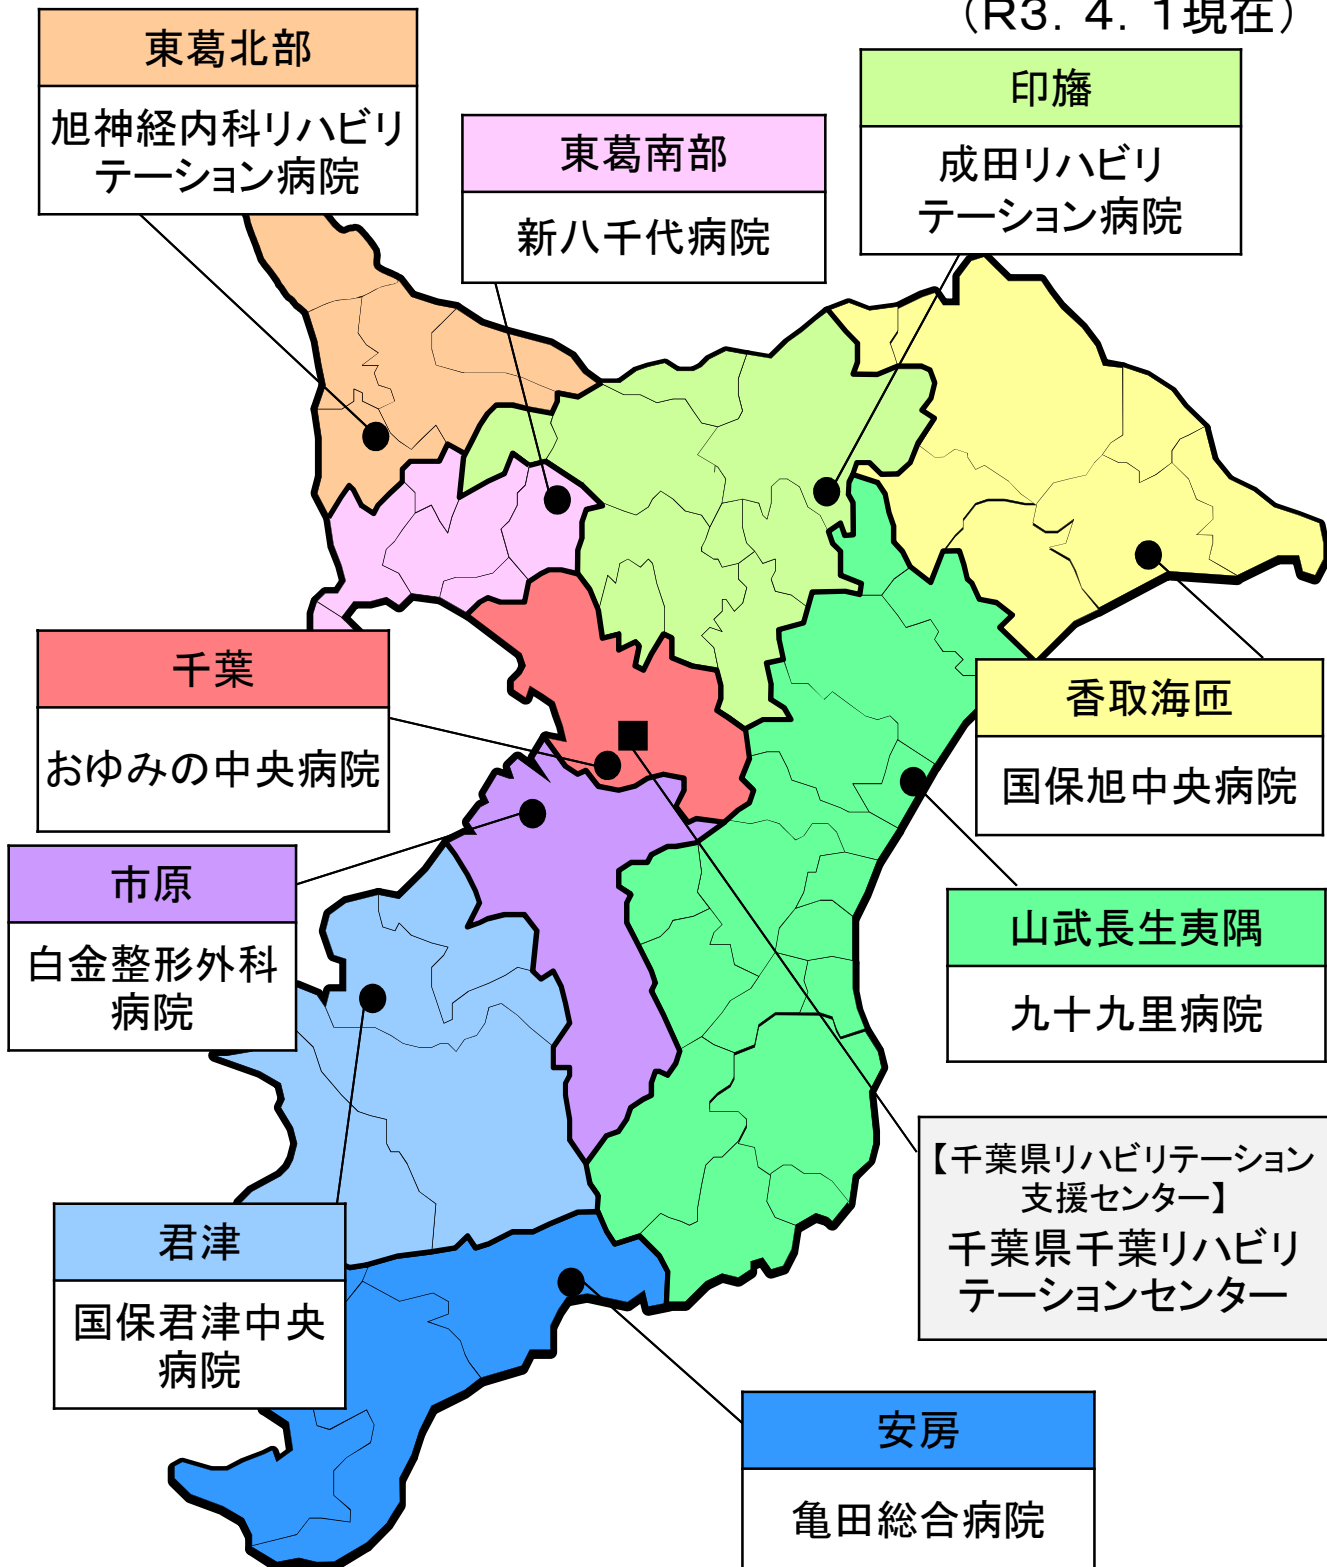 （R3．4．1現在）
東葛北部
旭神経内科リハビリ
テーション病院
東葛南部
新八千代病院
印旛
成田リハビリ
テーション病院
千葉
おゆみの中央病院
香取海匝
国保旭中央病院
市原
白金整形外科
病院
山武長生夷隅
九十九里病院
【千葉県リハビリテーション
支援センター】
千葉県千葉リハビリ
テーションセンター
君津
国保君津中央
病院
安房
亀田総合病院